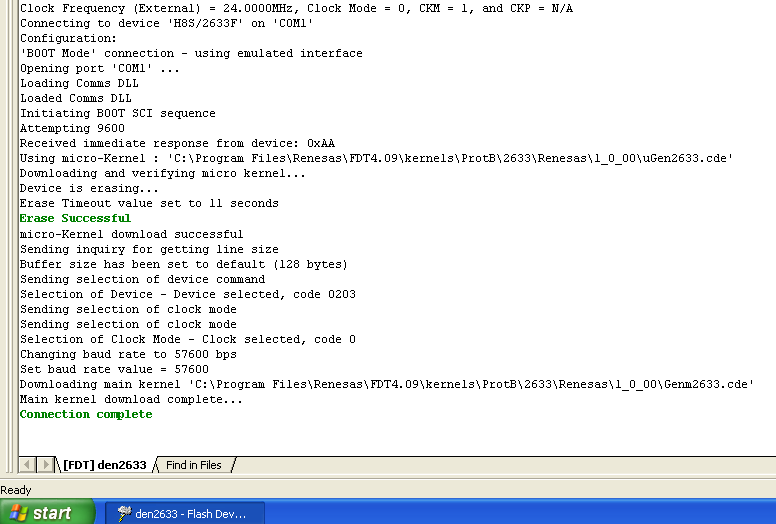 Clock Frequency (External) = 24.0000MHz, Clock Mode = 0, CKM = 1, and CKP = N/A
Connecting to device 'H8S/2633F' on 'COM1'
Configuration:
'BOOT Mode' connection - using emulated interface
Opening port 'COM1' ...
Loading Comms DLL
Loaded Comms DLL
Initiating BOOT SCI sequence
Attempting 9600
Received immediate response from device: 0xAA
Using micro-Kernel : 'C:\Program Files\Renesas\FDT4.09\kernels\ProtB\2633\Renesas\1_0_00\uGen2633.cde'
Downloading and verifying micro kernel...
Device is erasing...
Erase Timeout value set to 11 seconds
Erase Successful
micro-Kernel download successful
Sending inquiry for getting line size
Buffer size has been set to default (128 bytes)
Sending selection of device command
Selection of Device - Device selected, code 0203
Sending selection of clock mode
Sending selection of clock mode
Selection of Clock Mode - Clock selected, code 0
Changing baud rate to 57600 bps
Set baud rate value = 57600
Downloading main kernel 'C:\Program Files\Renesas\FDT4.09\kernels\ProtB\2633\Renesas\1_0_00\Genm2633.cde'
Main kernel download complete...
Connection complete
[FDT] den2633 Find in Files
Ready
start den2633 - Flash Dev...